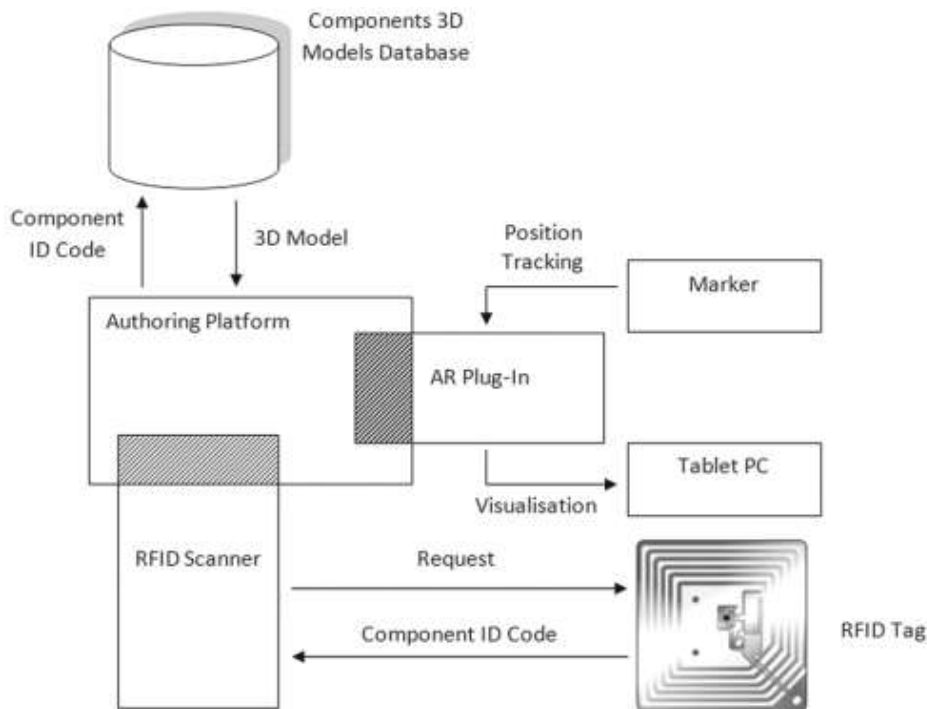 Components 3D
Models Database
Component
ID Code
3D Model
Position
Tracking
Marker
Authoring Platform
AR Plug-In
Tablet PC
Visualisation
RFID Scanner
Request
Component ID Code
RFID Tag